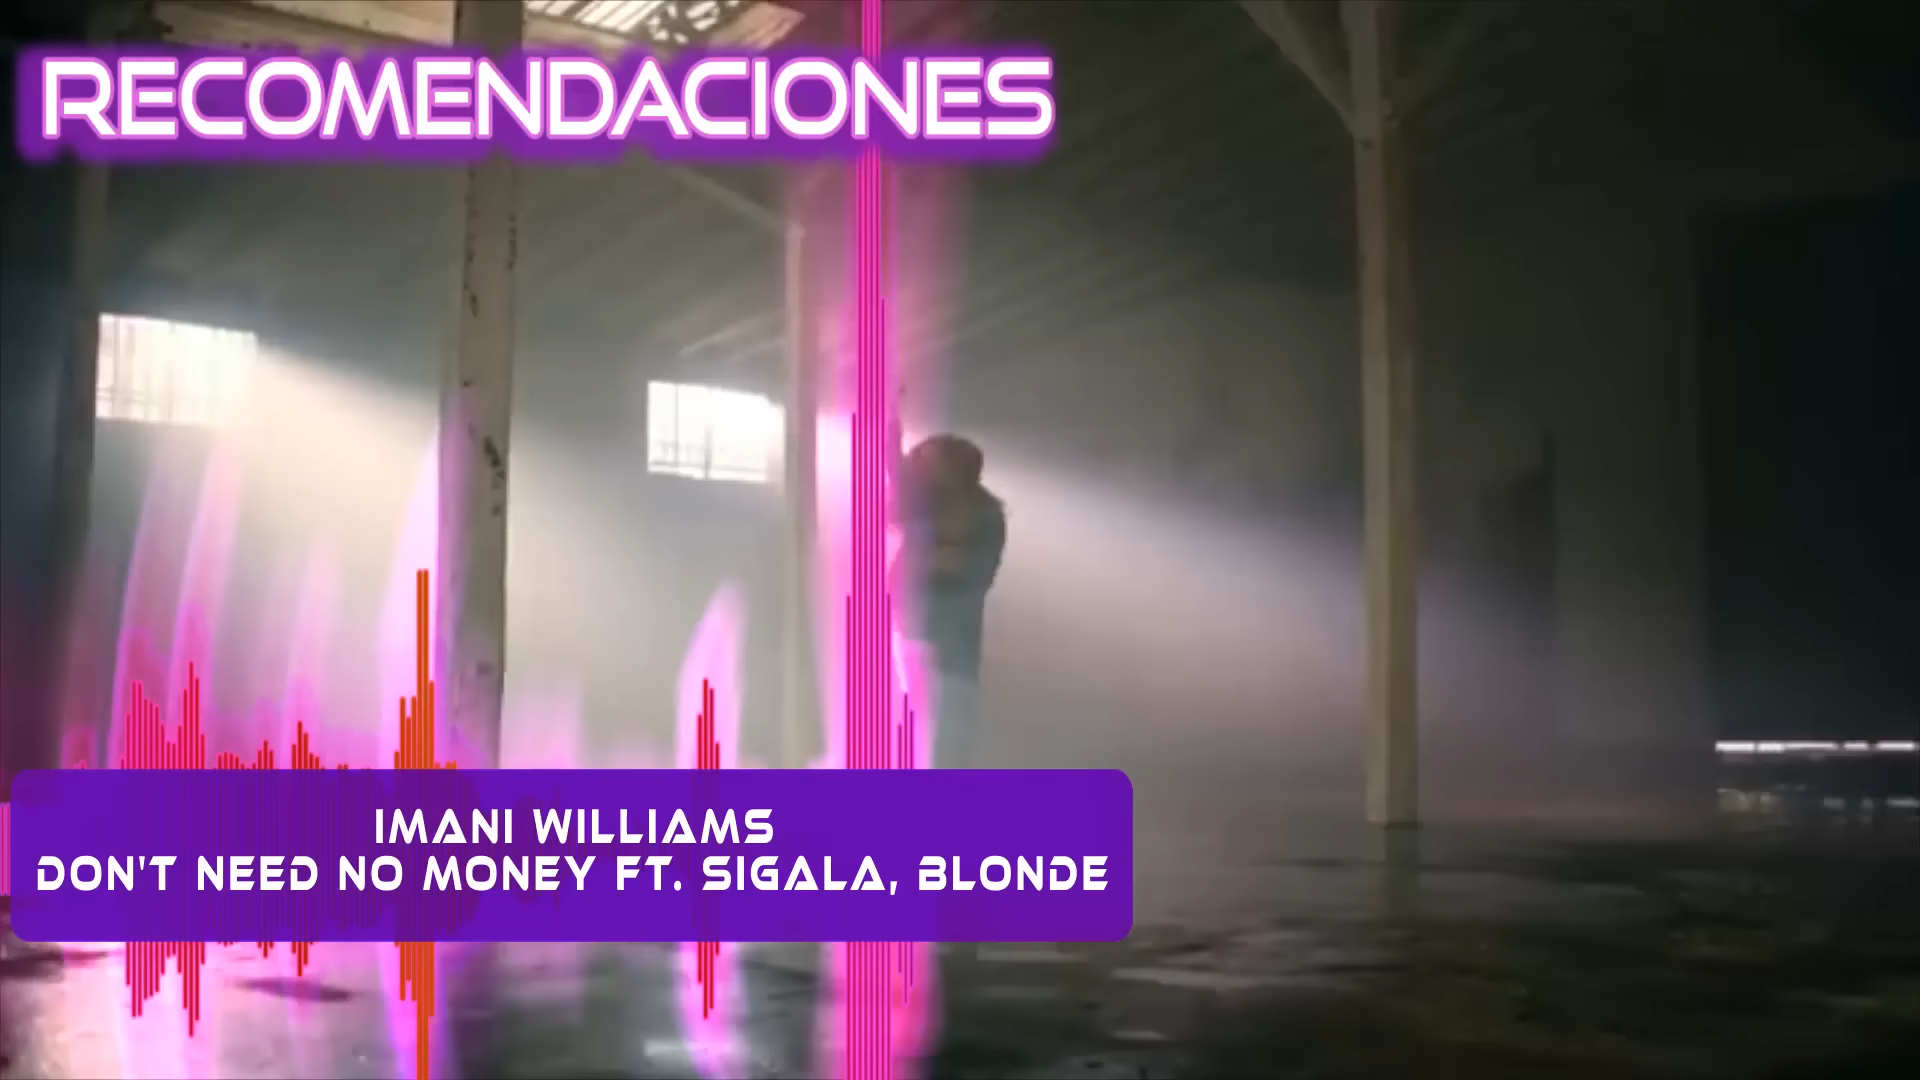 RECOMENDACIONES
IMANI WILLIAMS
DON'T NEED NO MONEY FT. SIGALA, BLONDE